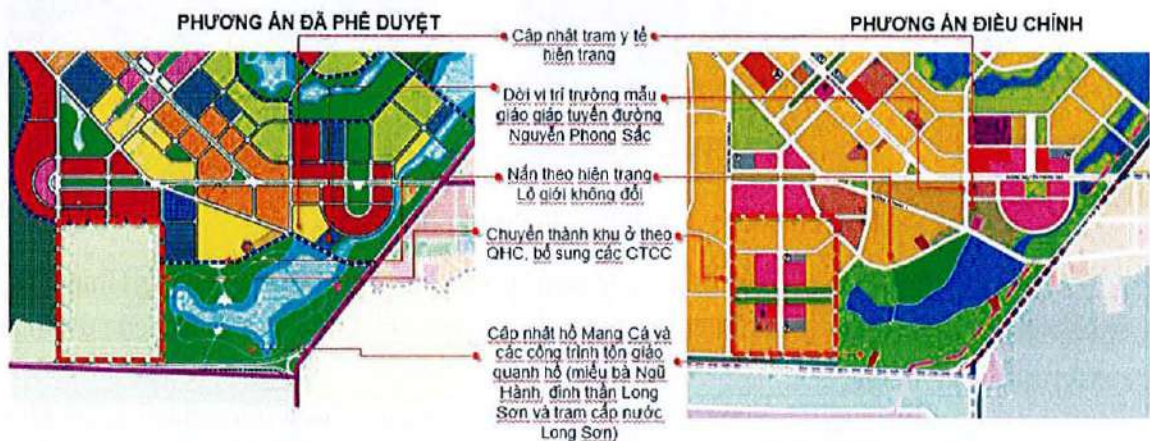 PHƯƠNG ÁN ĐÃ PHÊ DUYỆT
PHƯƠNG ÁN ĐIỀU CHỈNH
Cập nhật trạm y tế
hiện trạng
Dời vị trí trường mẫu
giáo giáp tuyến đường
Nguyễn Phong Sắc
Nắn theo hiện trạng
Lộ giới không đổi
Chuyển thành khu ở theo
QHC, bổ sung các CTCC
Cập nhật hồ Mang Cá và
các công trình tôn giáo
quanh hồ (miếu bà Ngũ
Hành, đình thần Long
Sơn và trạm cấp nước
Long Sơn)